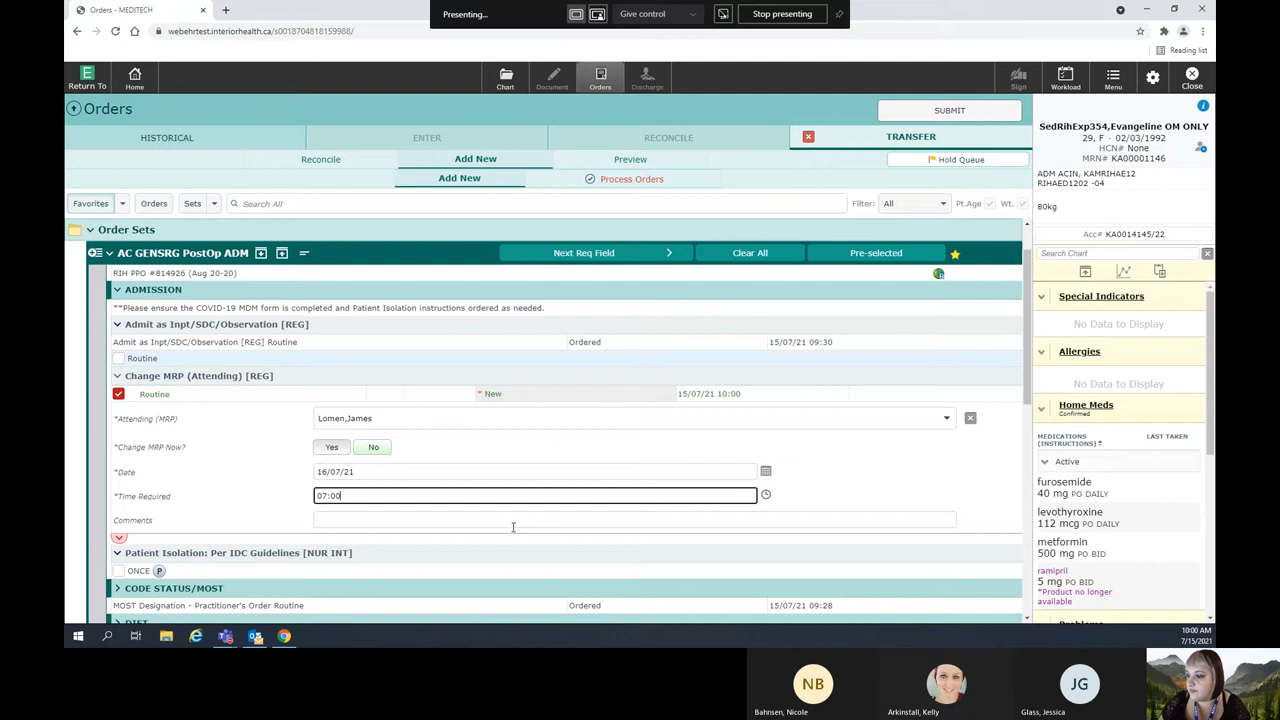 Orders - MEDITECH
Presenting...
Give control
Stop presenting
webehrtest.interiorhealth.ca/s0018704818159988/
Reading list
Return To
Home
Chart
Document
Orders
Discharge
Sign
Workload
Menu
Close
Orders
SUBMIT
HISTORICAL
ENTER
RECONCILE
TRANSFER
Reconcile
Add New
Preview
Hold Queue
Add New
Process Orders
Favorites
Orders
Sets
Search All
Filter:
All
Pt.Age
Wt.
Order Sets
AC GENSRG PostOp ADM
Next Req Field
Clear All
Pre-selected
RIH PPO #814926 (Aug 20-20)
ADMISSION
**Please ensure the COVID-19 MDM form is completed and Patient Isolation instructions ordered as needed.
Admit as Inpt/SDC/Observation [REG]
Admit as Inpt/SDC/Observation [REG] Routine
Ordered
15/07/21 09:30
Routine
Change MRP (Attending) [REG]
Routine
* New
15/07/21 10:00
*Attending (MRP)
Lomen,James
*Change MRP Now?
Yes
No
*Date
16/07/21
*Time Required
07:00
Comments
Patient Isolation: Per IDC Guidelines [NUR INT]
ONCE P
CODE STATUS/MOST
MOST Designation - Practitioner's Order Routine
Ordered
15/07/21 09:28
DIET
SedRihExp354,Evangeline OM ONLY
29, F - 02/03/1992
HCN# None
MRN# KA00001146
ADM ACIN, KAMRIHAE12
RIHAED1202 -04
80kg
Acc# KA0014145/22
Search Chart
Special Indicators
No Data to Display
Allergies
No Data to Display
Home Meds
Confirmed
MEDICATIONS (INSTRUCTIONS)
LAST TAKEN
Active
furosemide
40 mg PO DAILY
levothyroxine
112 mcg PO DAILY
metformin
500 mg PO BID
ramipril
5 mg PO BID
*Product no longer
available
Problems
10:00 AM
7/15/2021
NB
Bahnsen, Nicole
Arkinstall, Kelly
JG
Glass, Jessica